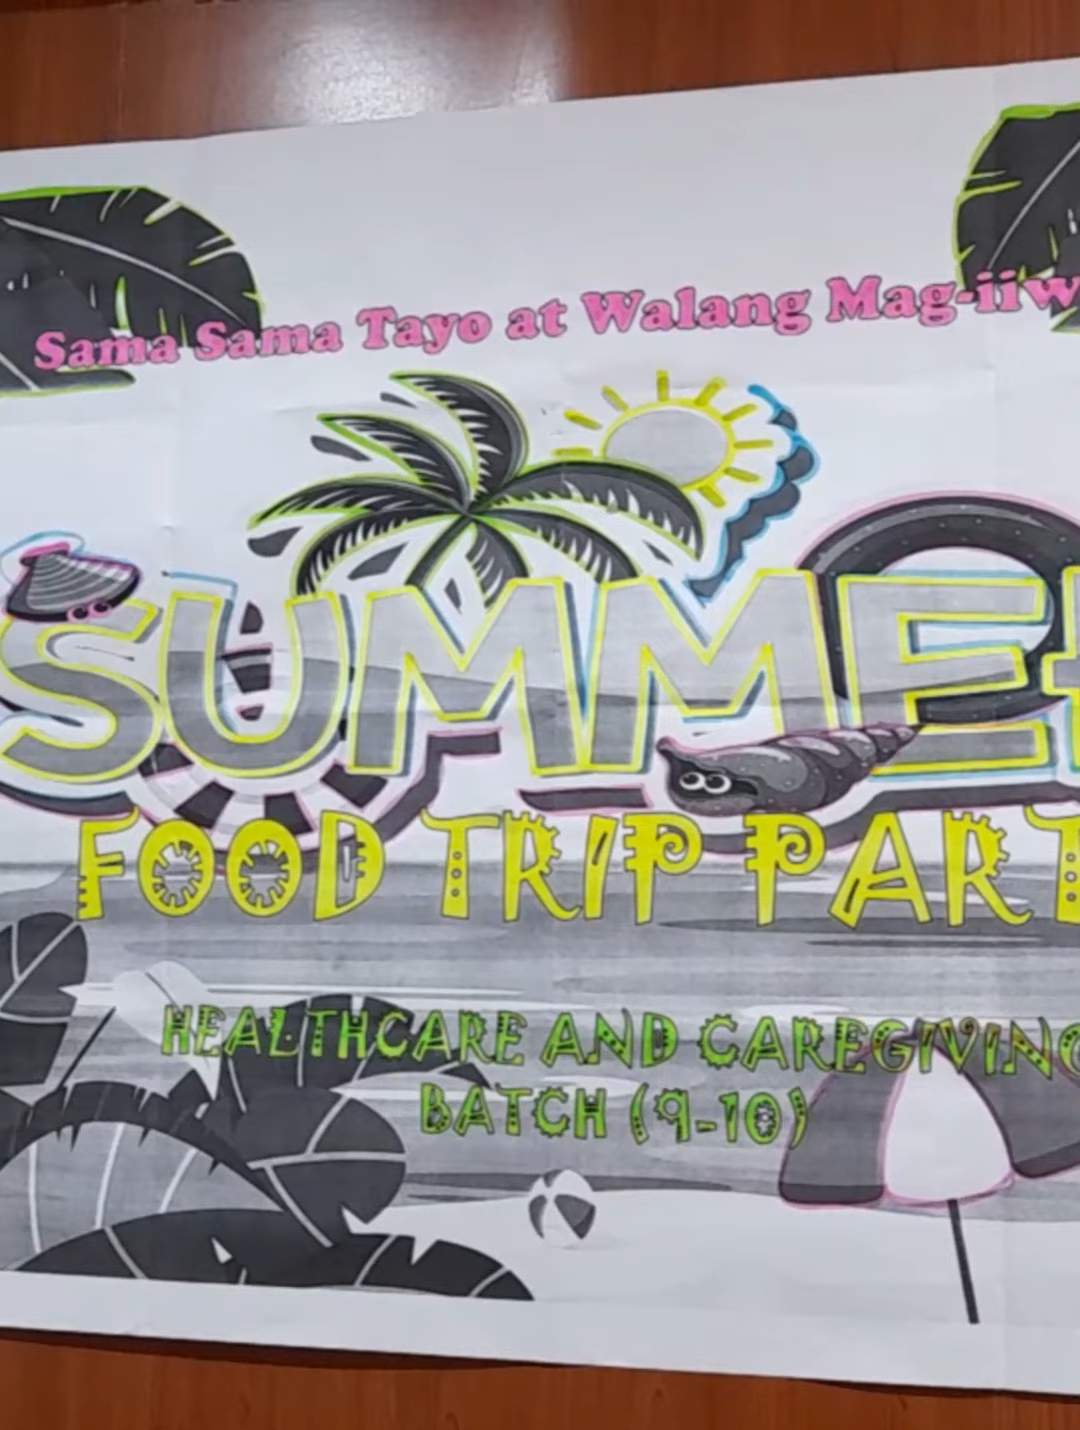 Sama Sama Tayo at Walang Mag-iiw
SUMME
FOOD TRIP PART
HEALTHCARE AND CAREGIVING
BATCH (9-10)